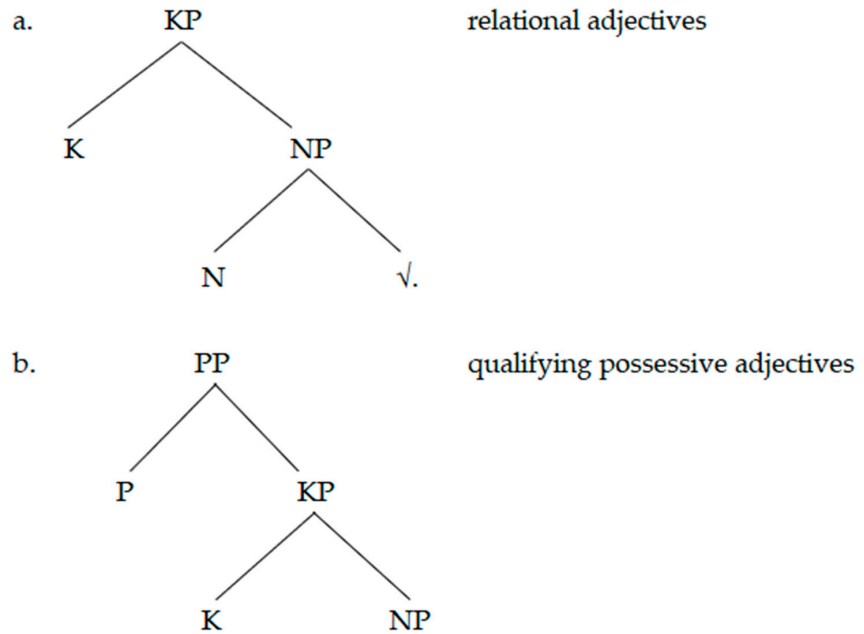 a. KP relational adjectives
K NP
N √.
b. PP qualifying possessive adjectives
P KP
K NP